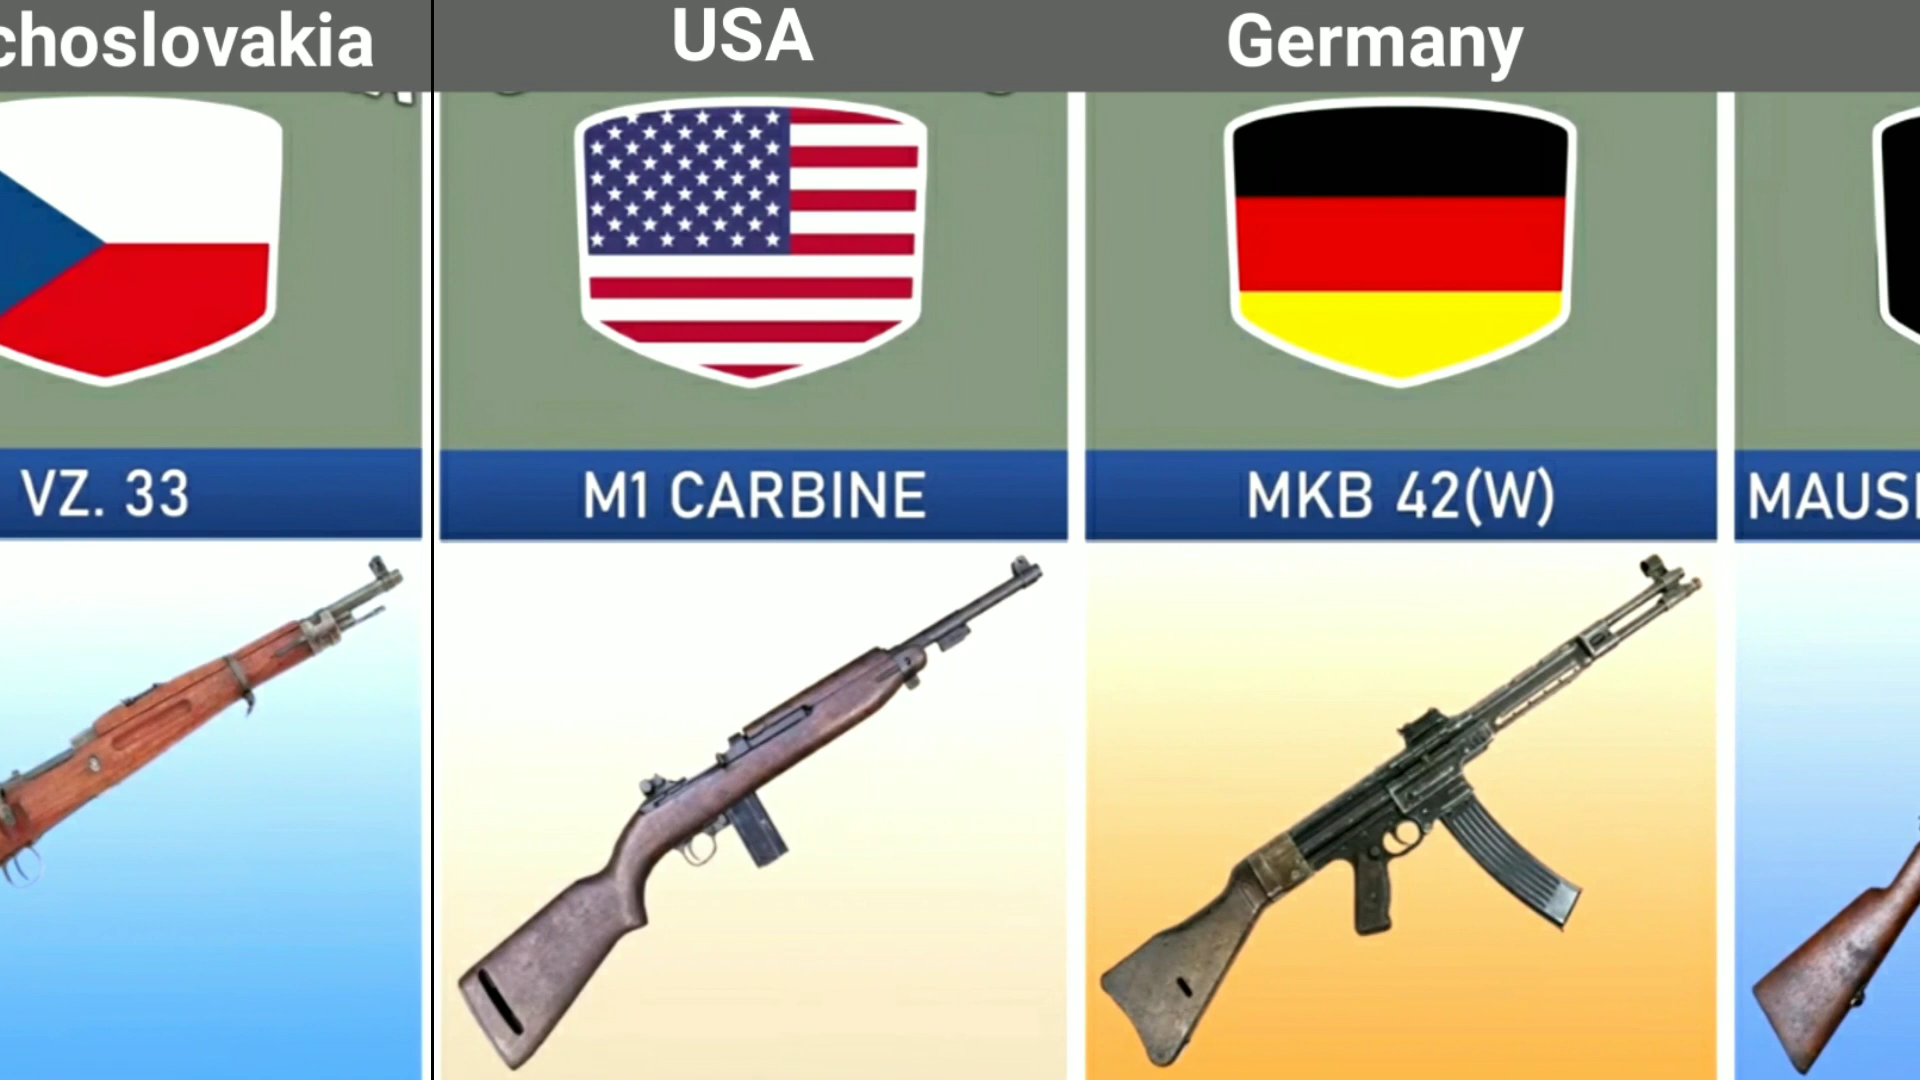 choslovakia
USA
Germany
VZ. 33
M1 CARBINE
MKB 42(W)
MAUS